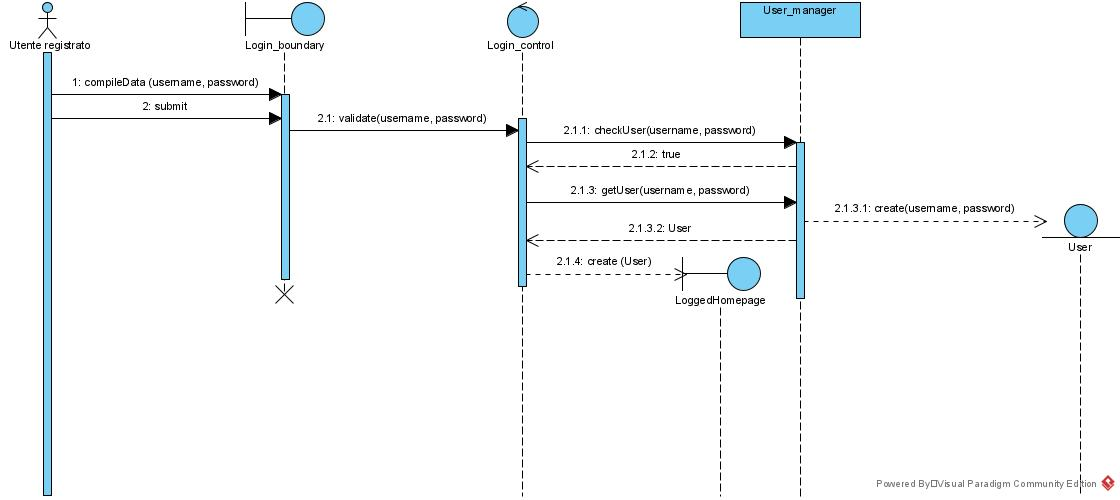 Utente registrato
Login_boundary
Login_control
User_manager
1: compileData (username, password)
2: submit
2.1: validate(username, password)
2.1.1: checkUser(username, password)
2.1.2: true
2.1.3: getUser(username, password)
2.1.3.1: create(username, password)
2.1.3.2: User
User
2.1.4: create (User)
LoggedHomepage
Powered By□Visual Paradigm Community Edition